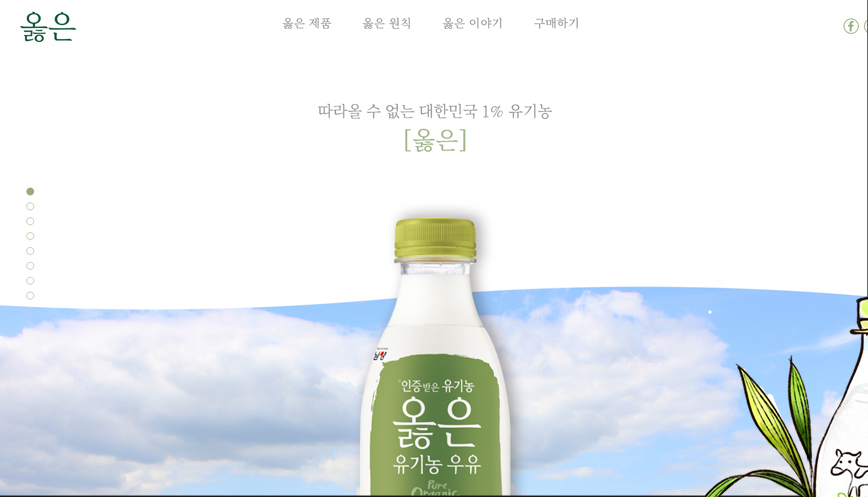 옳은
옳은 제품 옳은 원칙 옳은 이야기 구매하기
따라올 수 없는 대한민국 1% 유기농
[옳은]
인증받은 유기농
옳은
유기농 우유
Pure
Organic